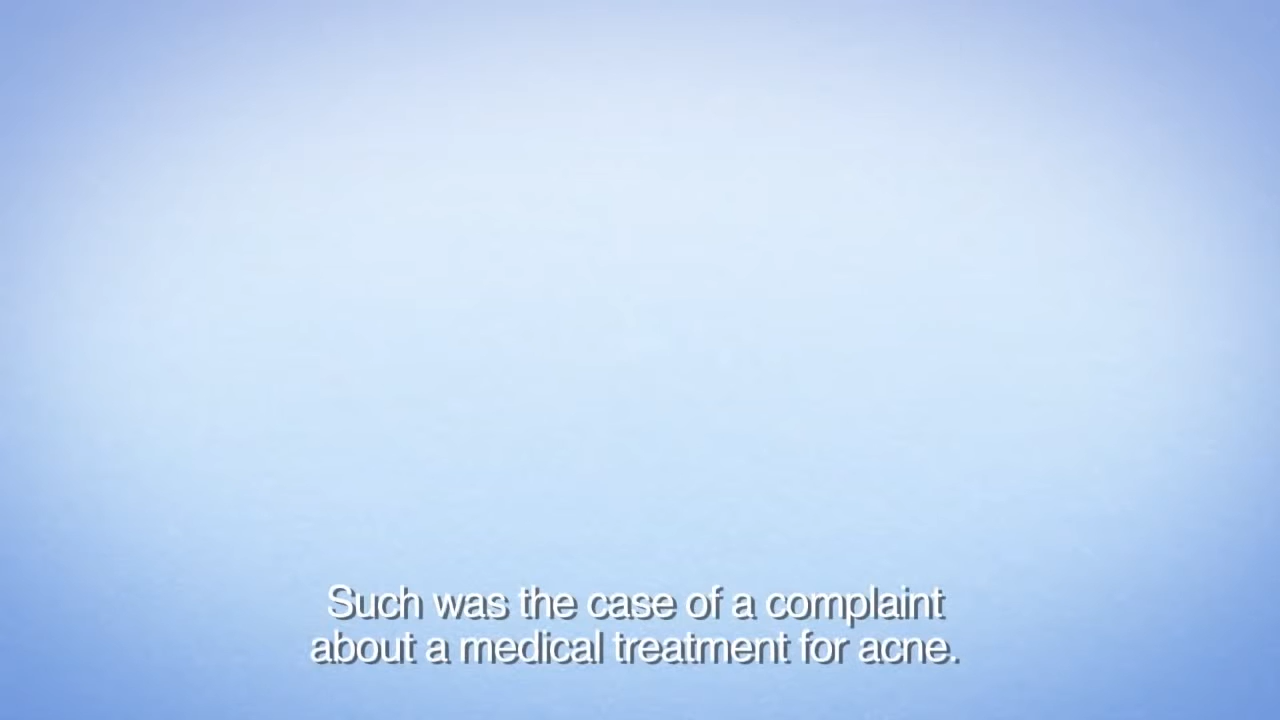 Such was the case of a complaint
about a medical treatment for acne.